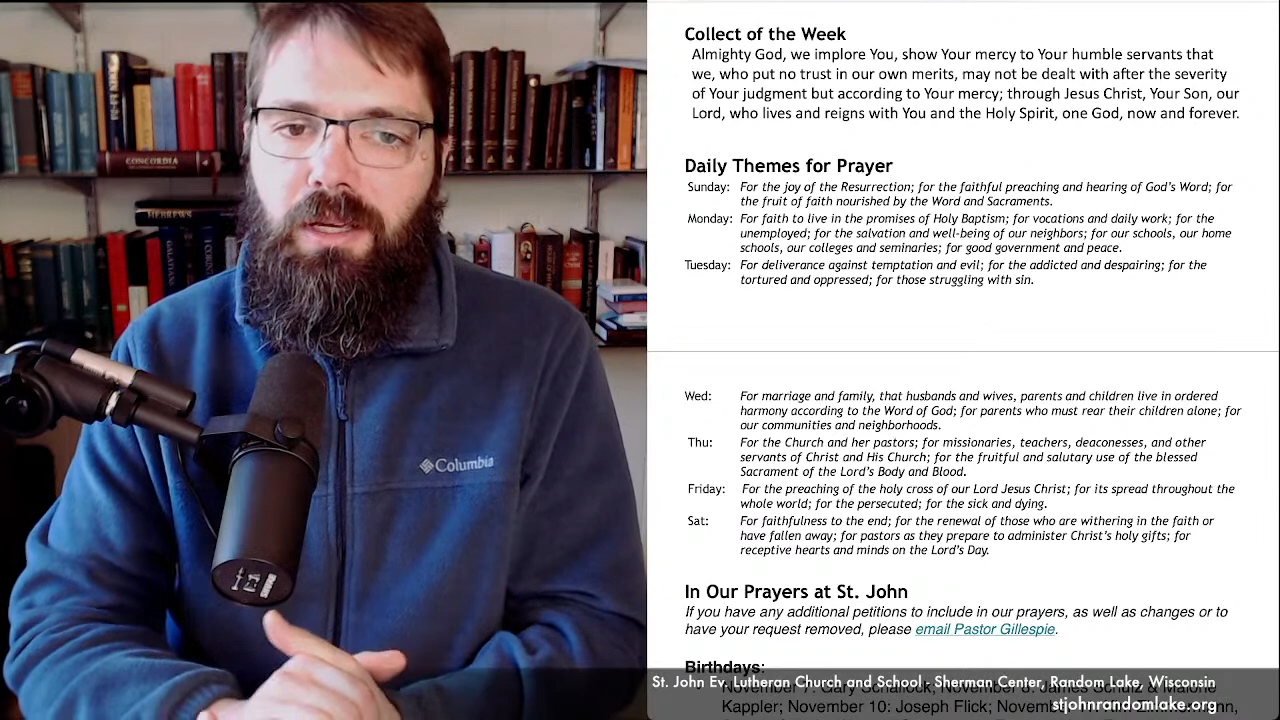 CONCORDIA
HEBREWS
GALATIANS
Columbia
Collect of the Week
Almighty God, we implore You, show Your mercy to Your humble servants that
we, who put no trust in our own merits, may not be dealt with after the severity
of Your judgment but according to Your mercy; through Jesus Christ, Your Son, our
Lord, who lives and reigns with You and the Holy Spirit, one God, now and forever.
Daily Themes for Prayer
Sunday: For the joy of the Resurrection; for the faithful preaching and hearing of God's Word; for
the fruit of faith nourished by the Word and Sacraments.
Monday: For faith to live in the promises of Holy Baptism; for vocations and daily work; for the
unemployed; for the salvation and well-being of our neighbors; for our schools, our home
schools, our colleges and seminaries; for good government and peace.
Tuesday: For deliverance against temptation and evil; for the addicted and despairing; for the
tortured and oppressed; for those struggling with sin.
Wed: For marriage and family, that husbands and wives, parents and children live in ordered
harmony according to the Word of God; for parents who must rear their children alone; for
our communities and neighborhoods.
Thu: For the Church and her pastors; for missionaries, teachers, deaconesses, and other
servants of Christ and His Church; for the fruitful and salutary use of the blessed
Sacrament of the Lord's Body and Blood.
Friday: For the preaching of the holy cross of our Lord Jesus Christ; for its spread throughout the
whole world; for the persecuted; for the sick and dying.
Sat: For faithfulness to the end; for the renewal of those who are withering in the faith or
have fallen away; for pastors as they prepare to administer Christ's holy gifts; for
receptive hearts and minds on the Lord's Day.
In Our Prayers at St. John
If you have any additional petitions to include in our prayers, as well as changes or to
have your request removed, please email Pastor Gillespie.
Birthdays:
St. John Ev. Lutheran Church and School - Sherman Center, Random Lake, Wisconsin
November 7: Gary Scharlock; November 8: James Schulz & Malone
stjohnrandomlake.org
Kappler; November 10: Joseph Flick;